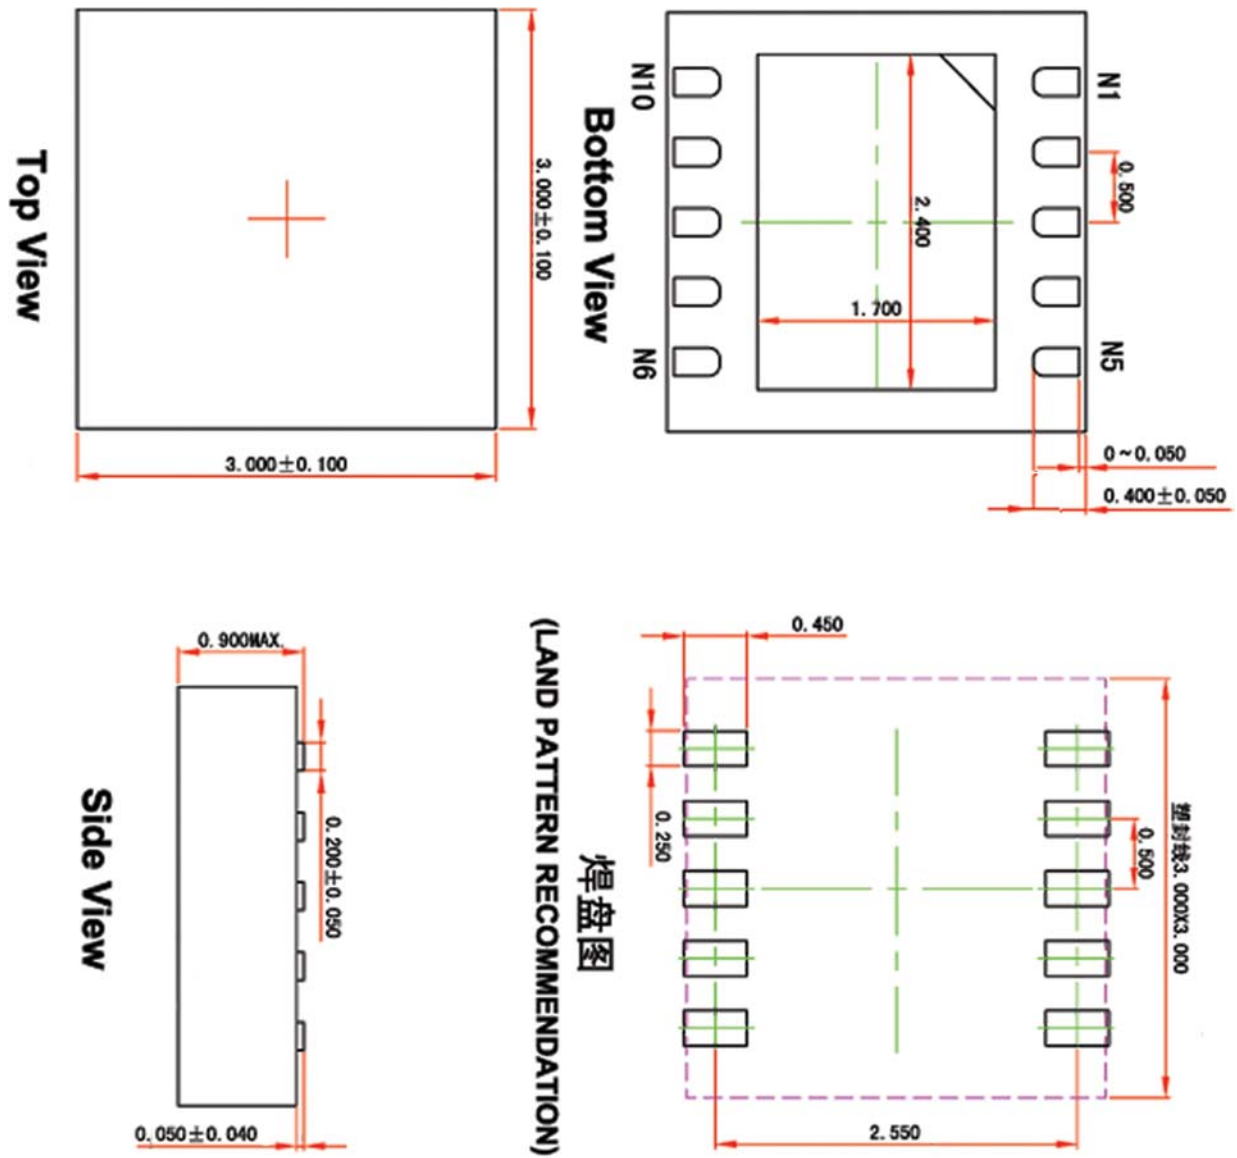 Top View
3.000±0.100
3.000±0.100
Bottom View
N10
N6
N1
N5
0.500
2.400
1.700
0~0.050
0.400±0.050
Side View
0.900MAX.
0.200±0.050
0.050±0.040
焊盘图
(LAND PATTERN RECOMMENDATION)
0.450
0.250
0.500
塑封线3.000X3.000
2.550